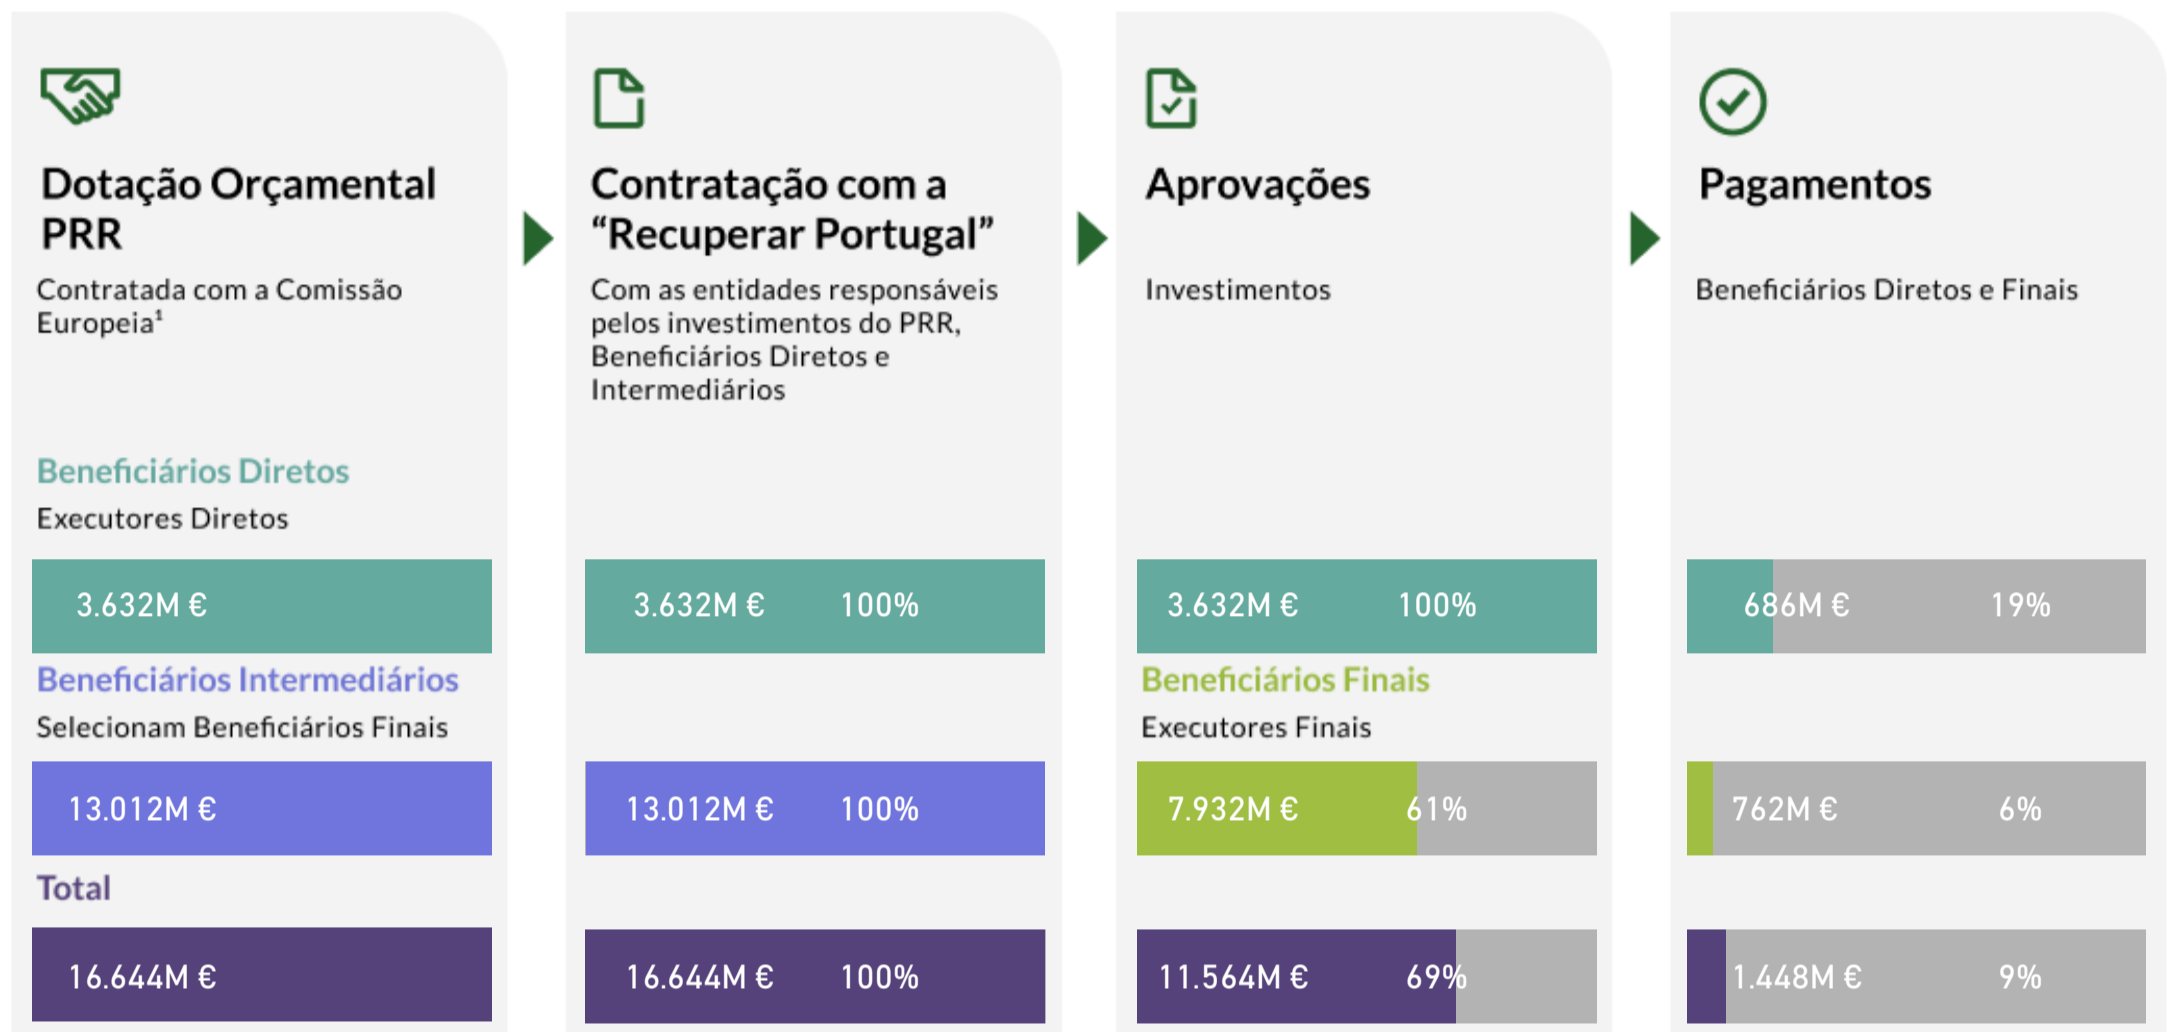 Dotação Orçamental
PRR
Contratada com a Comissão
Europeia¹
Contratação com a
“Recuperar Portugal”
Com as entidades responsáveis
pelos investimentos do PRR,
Beneficiários Diretos e
Intermediários
Aprovações
Investimentos
Pagamentos
Beneficiários Diretos e Finais
Beneficiários Diretos
Executores Diretos
3.632M €
3.632M € 100%
3.632M € 100%
686M € 19%
Beneficiários Intermediários
Selecionam Beneficiários Finais
Beneficiários Finais
Executores Finais
13.012M €
13.012M € 100%
7.932M € 61%
762M € 6%
Total
16.644M €
16.644M € 100%
11.564M € 69%
1.448M € 9%